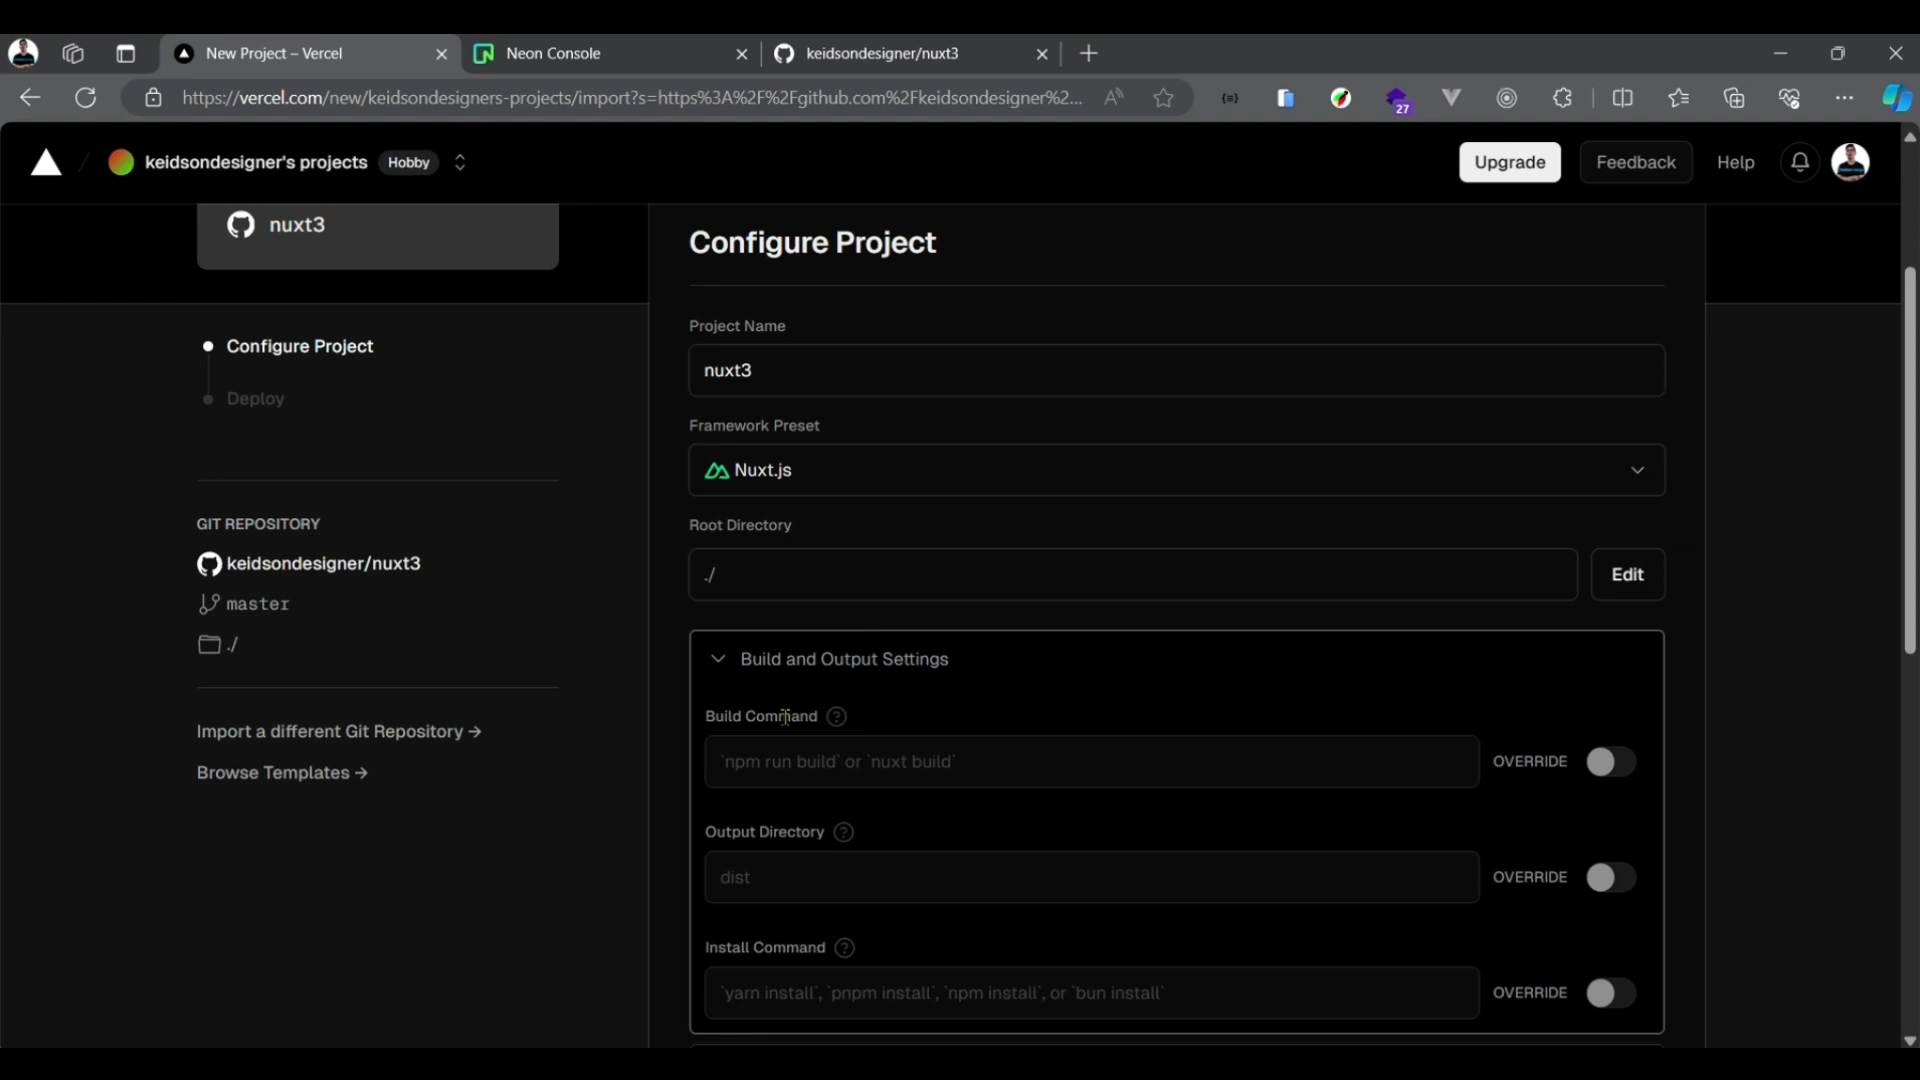 New Project – Vercel
Neon Console
keidsondesigner/nuxt3
https://vercel.com/new/keidsondesigners-projects/import?s=https%3A%2F%2Fgithub.com%2Fkeidsondesigner%2...
27
keidsondesigner's projects Hobby
Upgrade
Feedback
Help
nuxt3
Configure Project
Deploy
GIT REPOSITORY
keidsondesigner/nuxt3
master
./
Import a different Git Repository →
Browse Templates →
Configure Project
Project Name
nuxt3
Framework Preset
Nuxt.js
Root Directory
./
Edit
Build and Output Settings
Build Command ?
`npm run build` or `nuxt build`
OVERRIDE
Output Directory ?
dist
OVERRIDE
Install Command ?
`yarn install`, `pnpm install`, `npm install`, or `bun install`
OVERRIDE